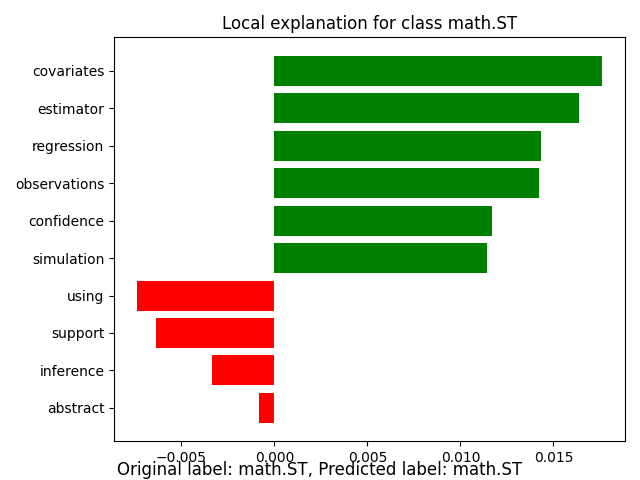 Local explanation for class math.ST
covariates
estimator
regression
observations
confidence
simulation
using
support
inference
abstract
−0.005 0.000 0.005 0.010 0.015
Original label: math.ST, Predicted label: math.ST